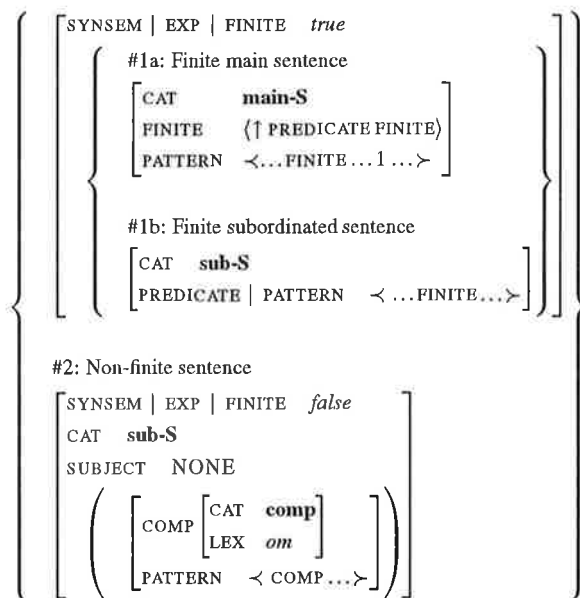 SYNSEM | EXP | FINITE true
#1a: Finite main sentence
CAT main-S
FINITE ⟨↑ PREDICATE FINITE⟩
PATTERN ≺...FINITE...1...≻
#1b: Finite subordinated sentence
CAT sub-S
PREDICATE | PATTERN ≺ ...FINITE...≻
#2: Non-finite sentence
SYNSEM | EXP | FINITE false
CAT sub-S
SUBJECT NONE
COMP CAT comp
LEX om
PATTERN ≺ COMP...≻